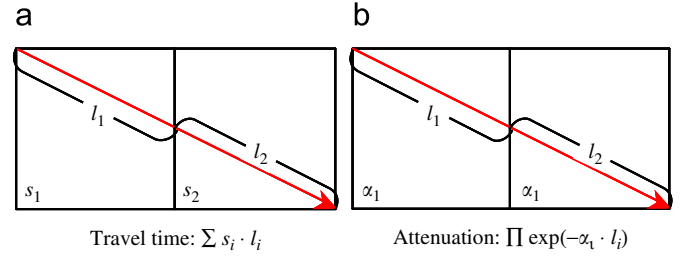 a b
l₁ l₁
l₂ l₂
s₁ s₂ α₁ α₁
Travel time: ∑ sᵢ · lᵢ Attenuation: ∏ exp(−αι · lᵢ)